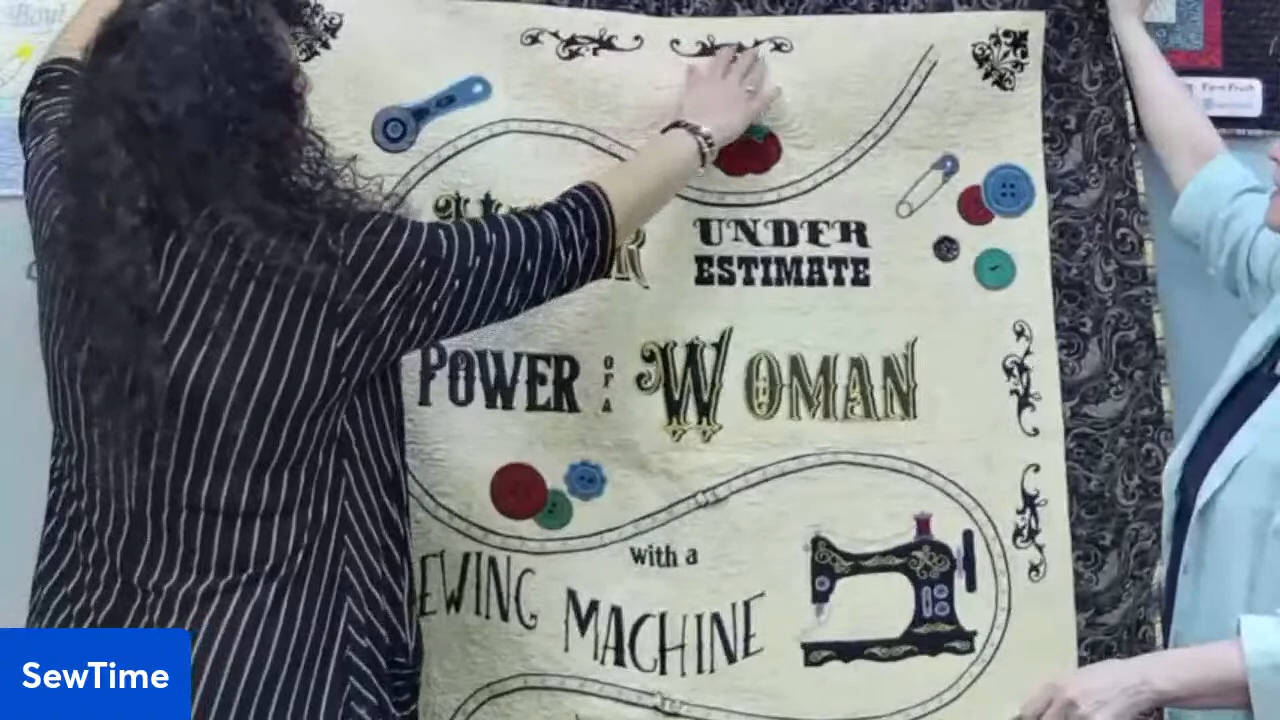 UNDER
ESTIMATE
POWER OF A WOMAN
with a
EWING MACHINE
SewTime